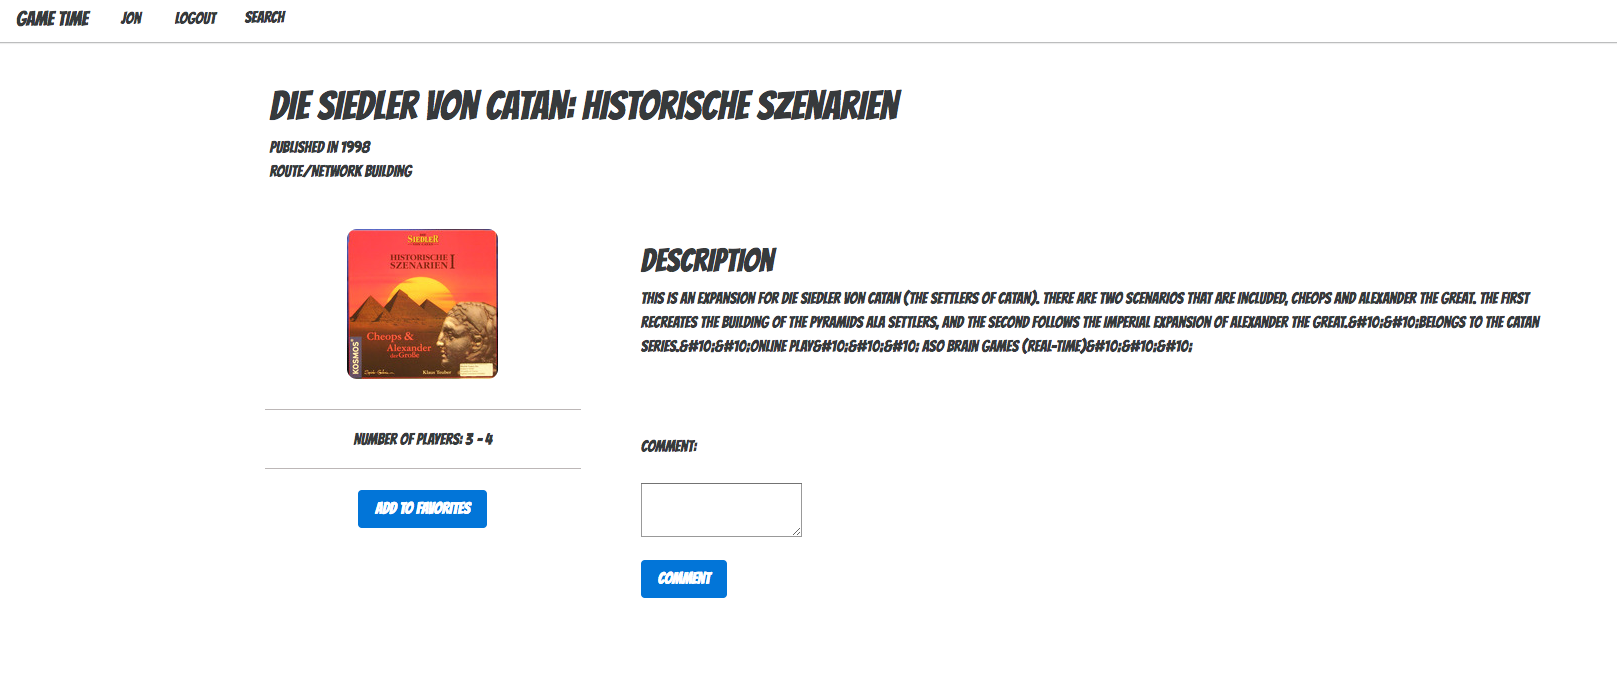 GAME TIME JON LOGOUT SEARCH
DIE SIEDLER VON CATAN: HISTORISCHE SZENARIEN
PUBLISHED IN 1998
ROUTE/NETWORK BUILDING
SIEDLER
HISTORISCHE
SZENARIEN I
Cheops &
Alexander
der Große
KOSMOS
Klaus Teuber
NUMBER OF PLAYERS: 3 - 4
ADD TO FAVORITES
DESCRIPTION
THIS IS AN EXPANSION FOR DIE SIEDLER VON CATAN (THE SETTLERS OF CATAN). THERE ARE TWO SCENARIOS THAT ARE INCLUDED, CHEOPS AND ALEXANDER THE GREAT. THE FIRST
RECREATES THE BUILDING OF THE PYRAMIDS ALA SETTLERS, AND THE SECOND FOLLOWS THE IMPERIAL EXPANSION OF ALEXANDER THE GREAT.&#10;&#10;BELONGS TO THE CATAN
SERIES.&#10;&#10;ONLINE PLAY&#10;&#10;&#10; ASO BRAIN GAMES (REAL-TIME)&#10;&#10;&#10;
COMMENT:
COMMENT